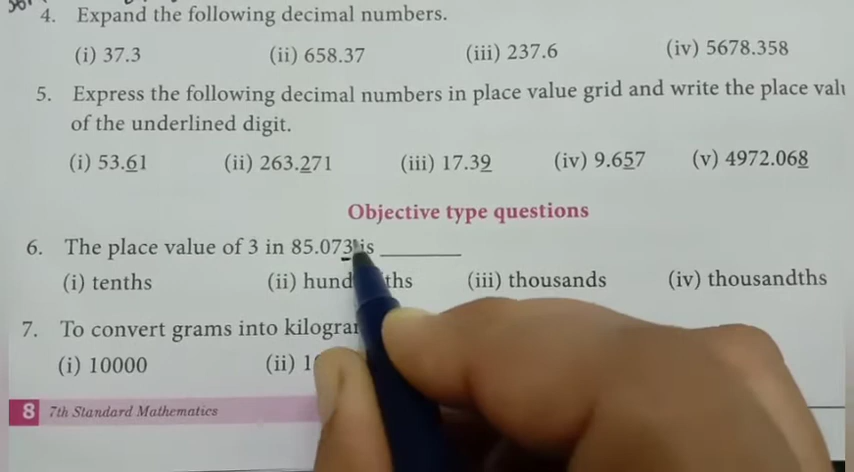 4. Expand the following decimal numbers.
(i) 37.3 (ii) 658.37 (iii) 237.6 (iv) 5678.358
5. Express the following decimal numbers in place value grid and write the place
of the underlined digit.
(i) 53.61 (ii) 263.271 (iii) 17.39 (iv) 9.657 (v) 4972.068
Objective type questions
6. The place value of 3 in 85.073 is ________
(i) tenths (ii) (iii) thousands (iv) thousandths
7. To convert grams into
(i) 10000 (ii)
8 7th Standard Mathematics